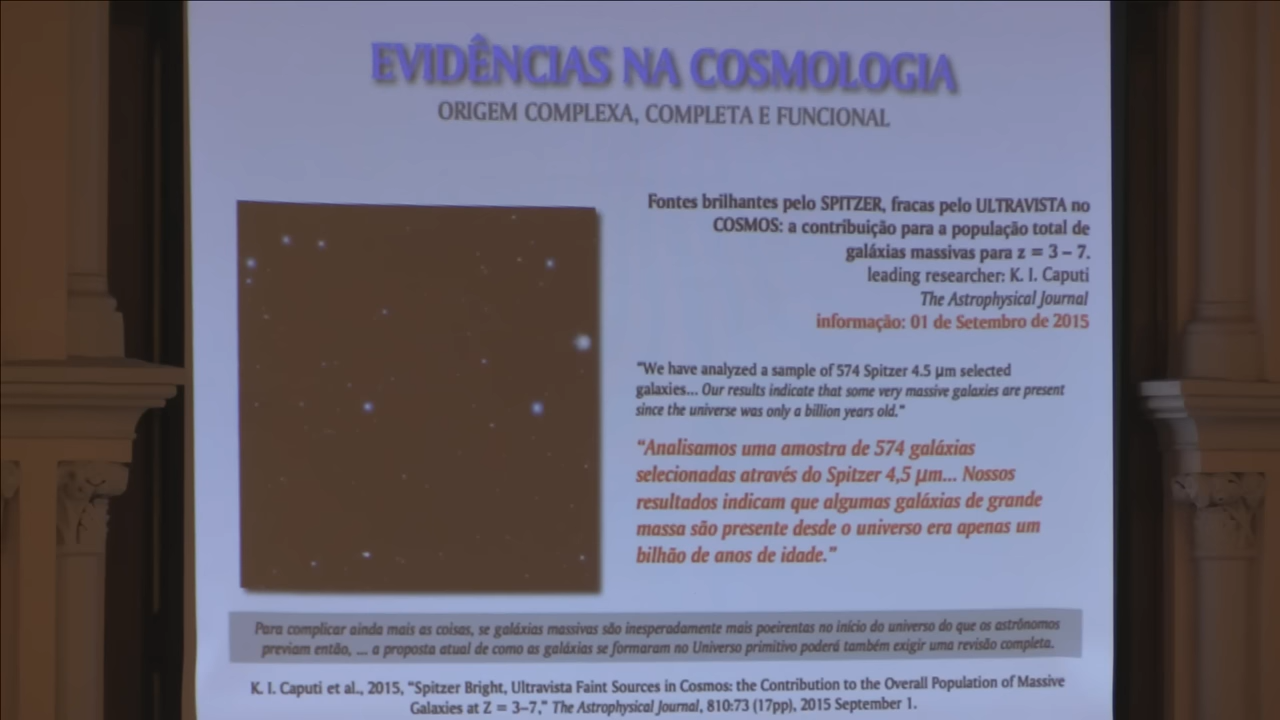 EVIDÊNCIAS NA COSMOLOGIA
ORIGEM COMPLEXA, COMPLETA E FUNCIONAL
Fontes brilhantes pelo SPITZER, fracas pelo ULTRAVISTA no
COSMOS: a contribuição para a população total de
galáxias massivas para z = 3 – 7.
leading researcher: K. I. Caputi
The Astrophysical Journal
informação: 01 de Setembro de 2015
"We have analyzed a sample of 574 Spitzer 4.5 µm selected
galaxies... Our results indicate that some very massive galaxies are present
since the universe was only a billion years old."
"Analisamos uma amostra de 574 galáxias
selecionadas através do Spitzer 4,5 µm... Nossos
resultados indicam que algumas galáxias de grande
massa são presente desde o universo era apenas um
bilhão de anos de idade."
Para complicar ainda mais as coisas, se galáxias massivas são inesperadamente mais poeirentas no início do universo do que os astrônomos
previam então, ... a proposta atual de como as galáxias se formaram no Universo primitivo poderá também exigir uma revisão completa.
K. I. Caputi et al., 2015, "Spitzer Bright, Ultravista Faint Sources in Cosmos: the Contribution to the Overall Population of Massive
Galaxies at Z = 3–7," The Astrophysical Journal, 810:73 (17pp), 2015 September 1.